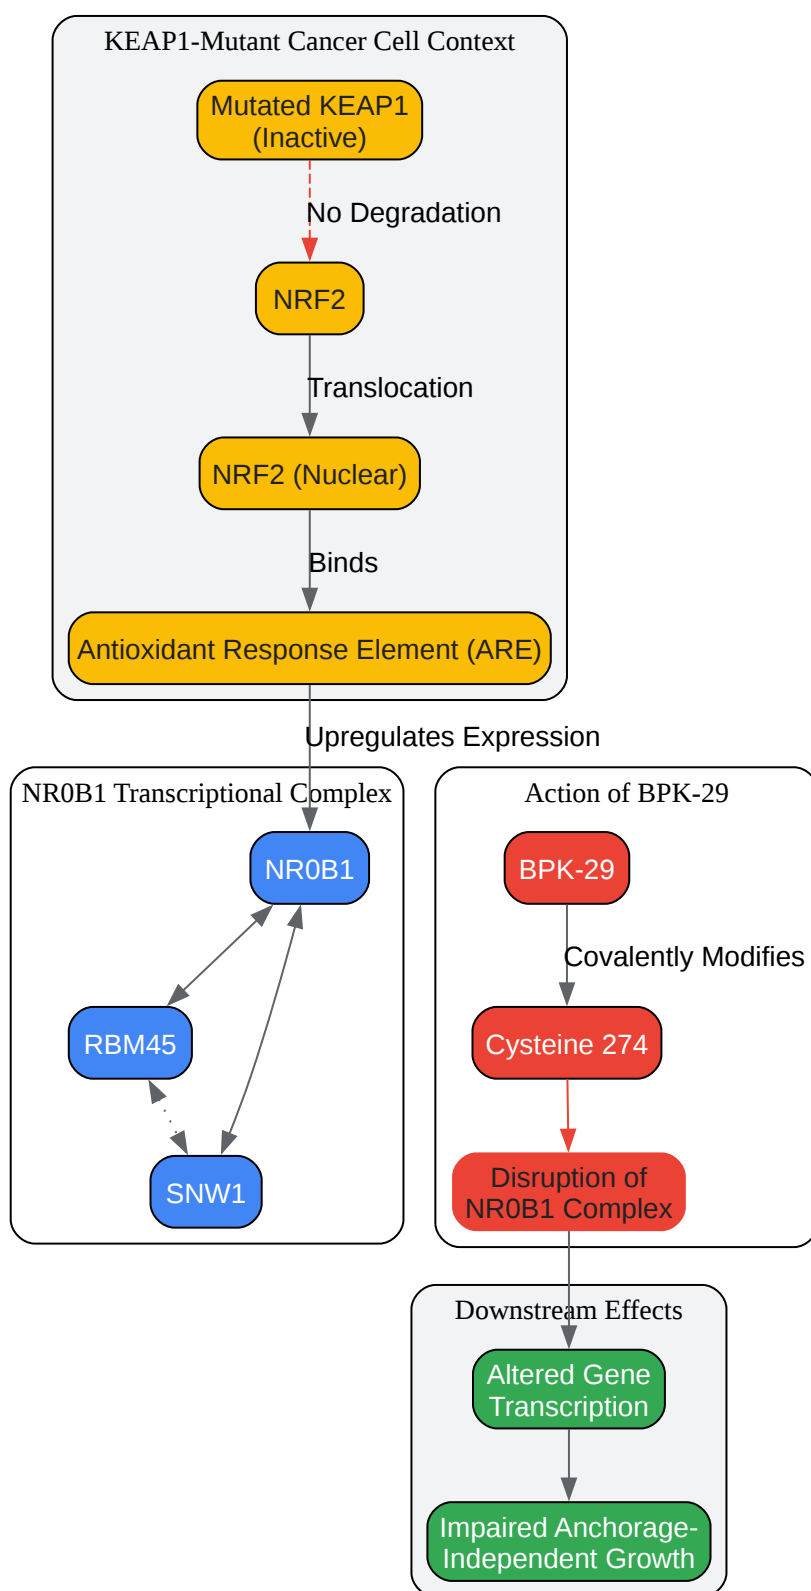 KEAP1-Mutant Cancer Cell Context
Mutated KEAP1
(Inactive)
No Degradation
NRF2
Translocation
NRF2 (Nuclear)
Binds
Antioxidant Response Element (ARE)
Upregulates Expression
NR0B1 Transcriptional Complex
NR0B1
RBM45
SNW1
Action of BPK-29
BPK-29
Covalently Modifies
Cysteine 274
Disruption of
NR0B1 Complex
Downstream Effects
Altered Gene
Transcription
Impaired Anchorage-
Independent Growth